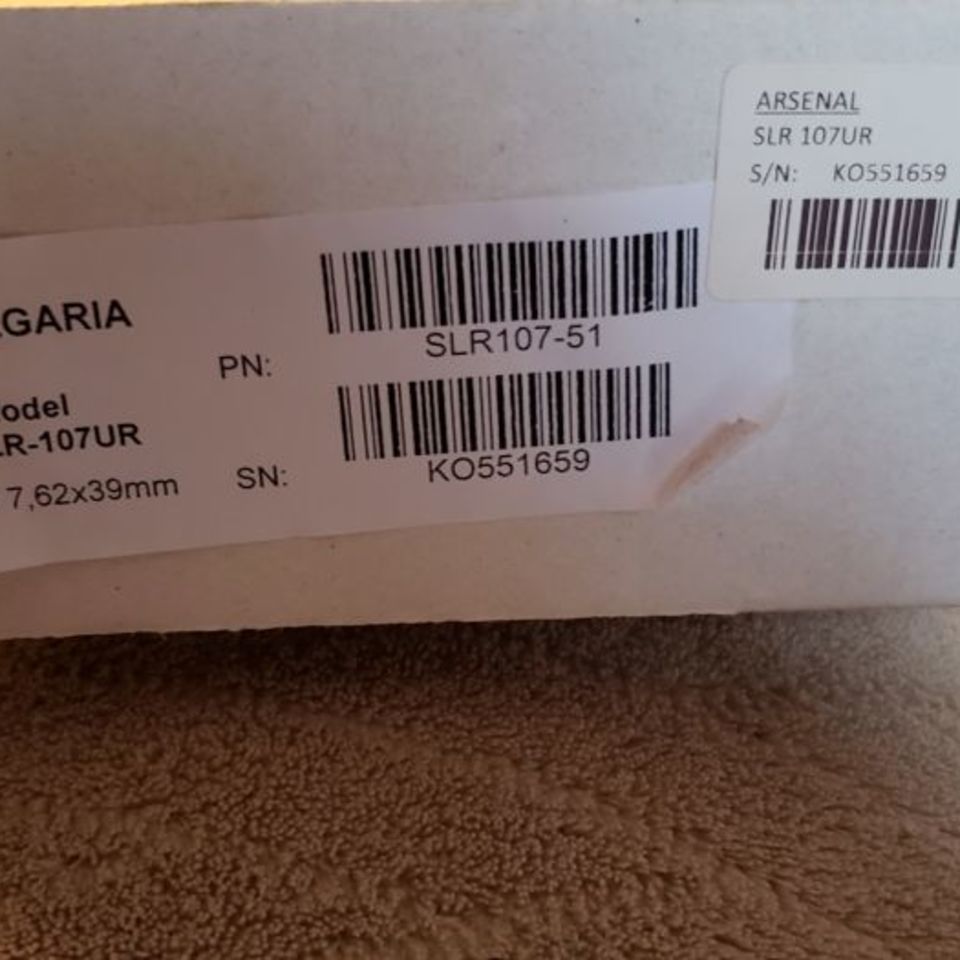 ARSENAL
SLR 107UR
S/N: KO551659
GARIA
PN: SLR107-51
odel
R-107UR
7,62x39mm
SN: KO551659